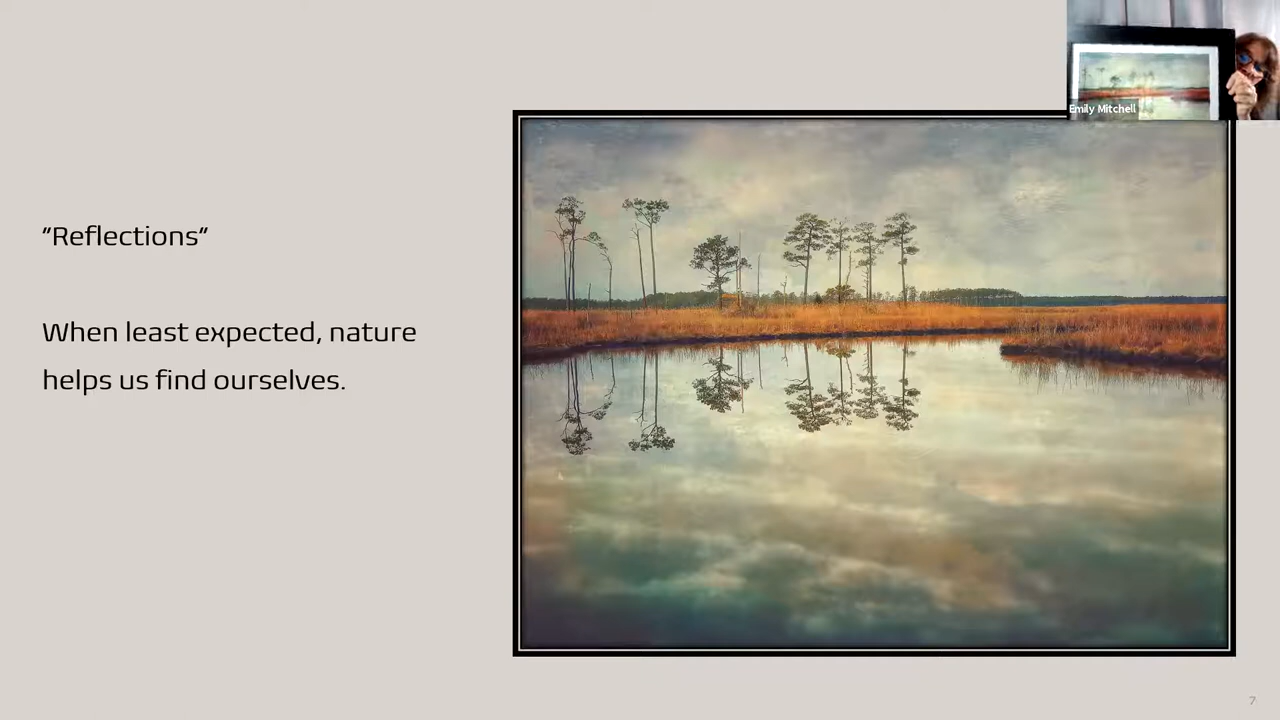 “Reflections”
When least expected, nature
helps us find ourselves.
Emily Mitchell
7